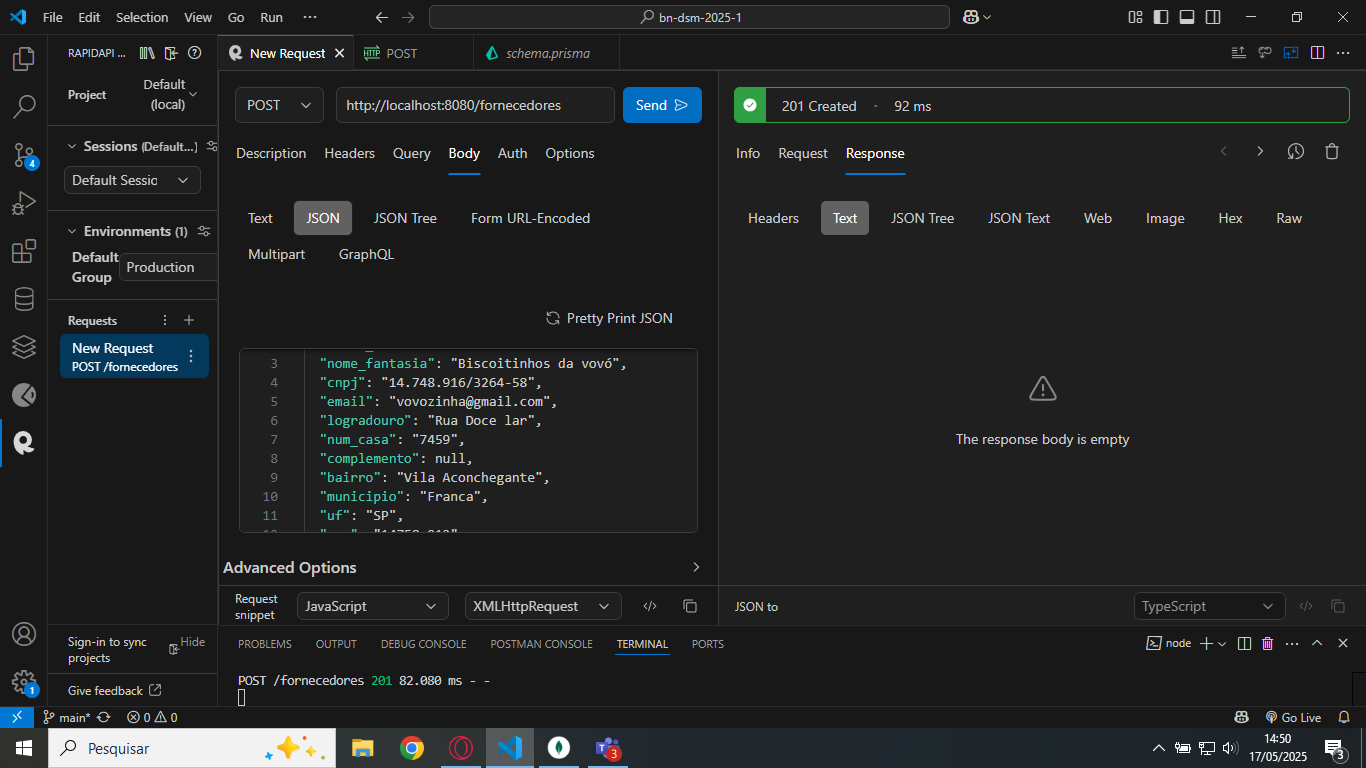 File Edit Selection View Go Run ···
bn-dsm-2025-1
RAPIDAPI ...
New Request
HTTP POST
schema.prisma
Project
Default (local)
POST
http://localhost:8080/fornecedores
Send
201 Created · 92 ms
Description Headers Query Body Auth Options
Info Request Response
Sessions (Default...)
Default Sessic
Text JSON JSON Tree Form URL-Encoded
Multipart GraphQL
Headers Text JSON Tree JSON Text Web Image Hex Raw
4
Environments (1)
Default Group
Production
Requests
New Request
POST /fornecedores
Pretty Print JSON
3 "nome_fantasia": "Biscoitinhos da vovó",
4 "cnpj": "14.748.916/3264-58",
5 "email": "vovozinha@gmail.com",
6 "logradouro": "Rua Doce lar",
7 "num_casa": "7459",
8 "complemento": null,
9 "bairro": "Vila Aconchegante",
10 "municipio": "Franca",
11 "uf": "SP",
The response body is empty
Advanced Options
Request snippet
JavaScript
XMLHttpRequest
JSON to
TypeScript
Sign-in to sync projects
Hide
Give feedback
1
PROBLEMS OUTPUT DEBUG CONSOLE POSTMAN CONSOLE TERMINAL PORTS
node
POST /fornecedores 201 82.080 ms - -
main* 0 0
Go Live
Pesquisar
3
14:50
17/05/2025
3